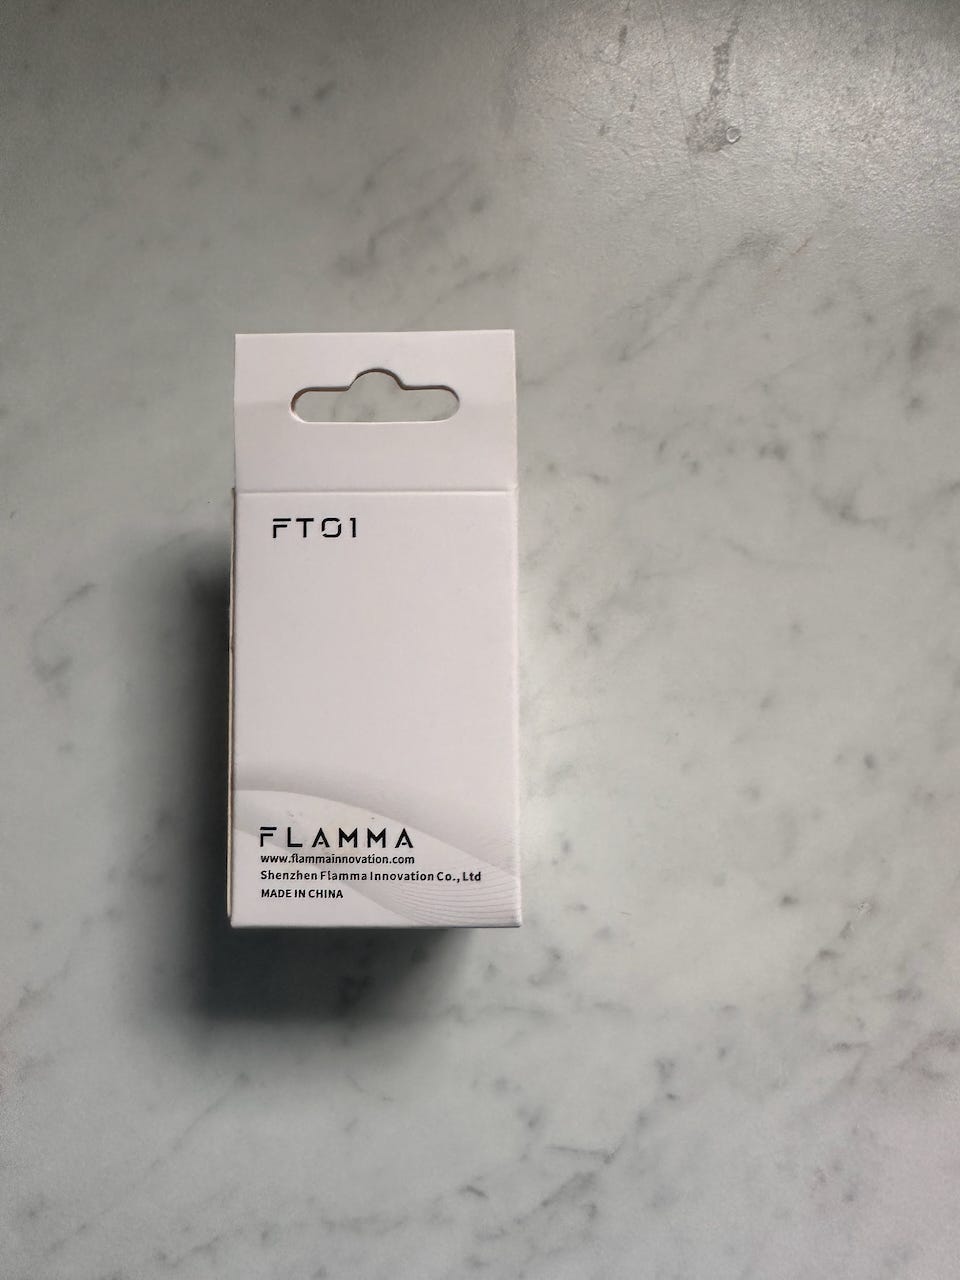 FT01
FLAMMA
www.flammainnovation.com
Shenzhen Flamma Innovation Co., Ltd
MADE IN CHINA